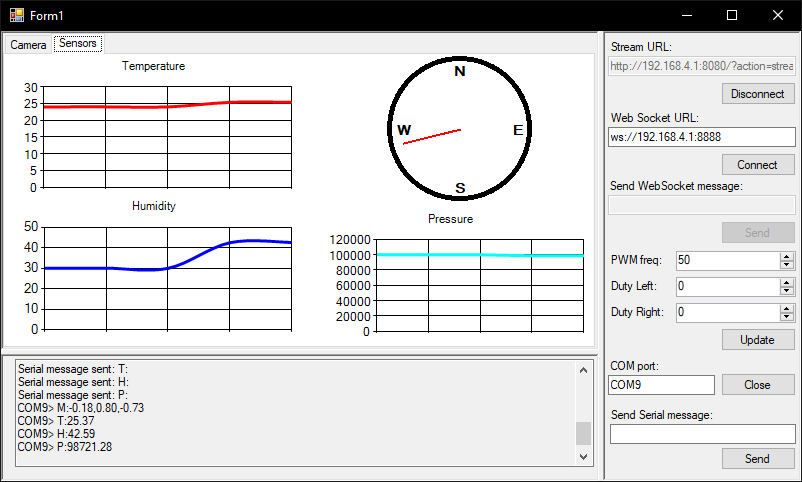 Form1
Camera
Sensors
Temperature
30
25
20
15
10
5
0
Humidity
50
40
30
20
10
0
N
W
E
S
Pressure
120000
100000
80000
60000
40000
20000
0
Serial message sent: T:
Serial message sent: H:
Serial message sent: P:
COM9> M:-0.18,0.80,-0.73
COM9> T:25.37
COM9> H:42.59
COM9> P:98721.28
Stream URL:
http://192.168.4.1:8080/?action=strea
Disconnect
Web Socket URL:
ws://192.168.4.1:8888
Connect
Send WebSocket message:
Send
PWM freq:
50
Duty Left:
0
Duty Right:
0
Update
COM port:
COM9
Close
Send Serial message:
Send